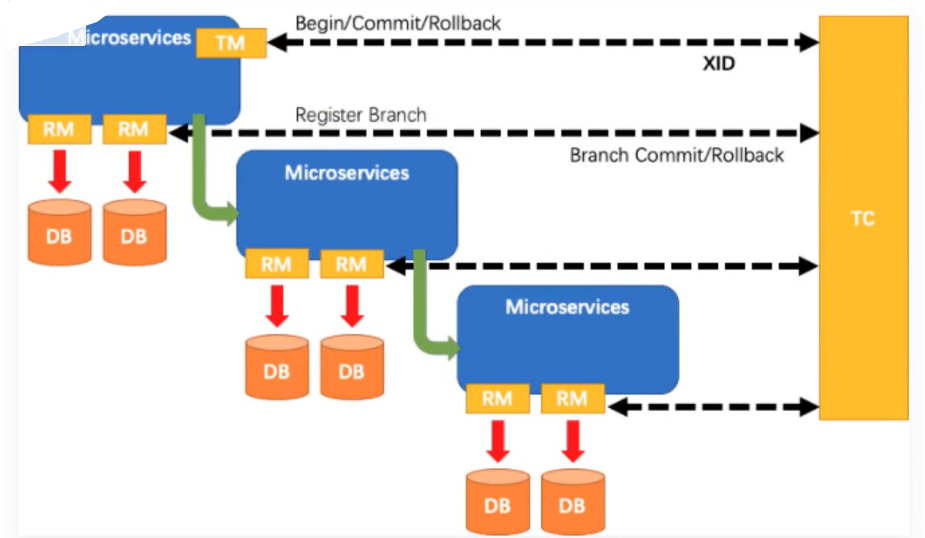 Microservices
TM
Begin/Commit/Rollback
XID
RM
RM
Register Branch
Branch Commit/Rollback
Microservices
DB
DB
TC
RM
RM
Microservices
DB
DB
RM
RM
DB
DB